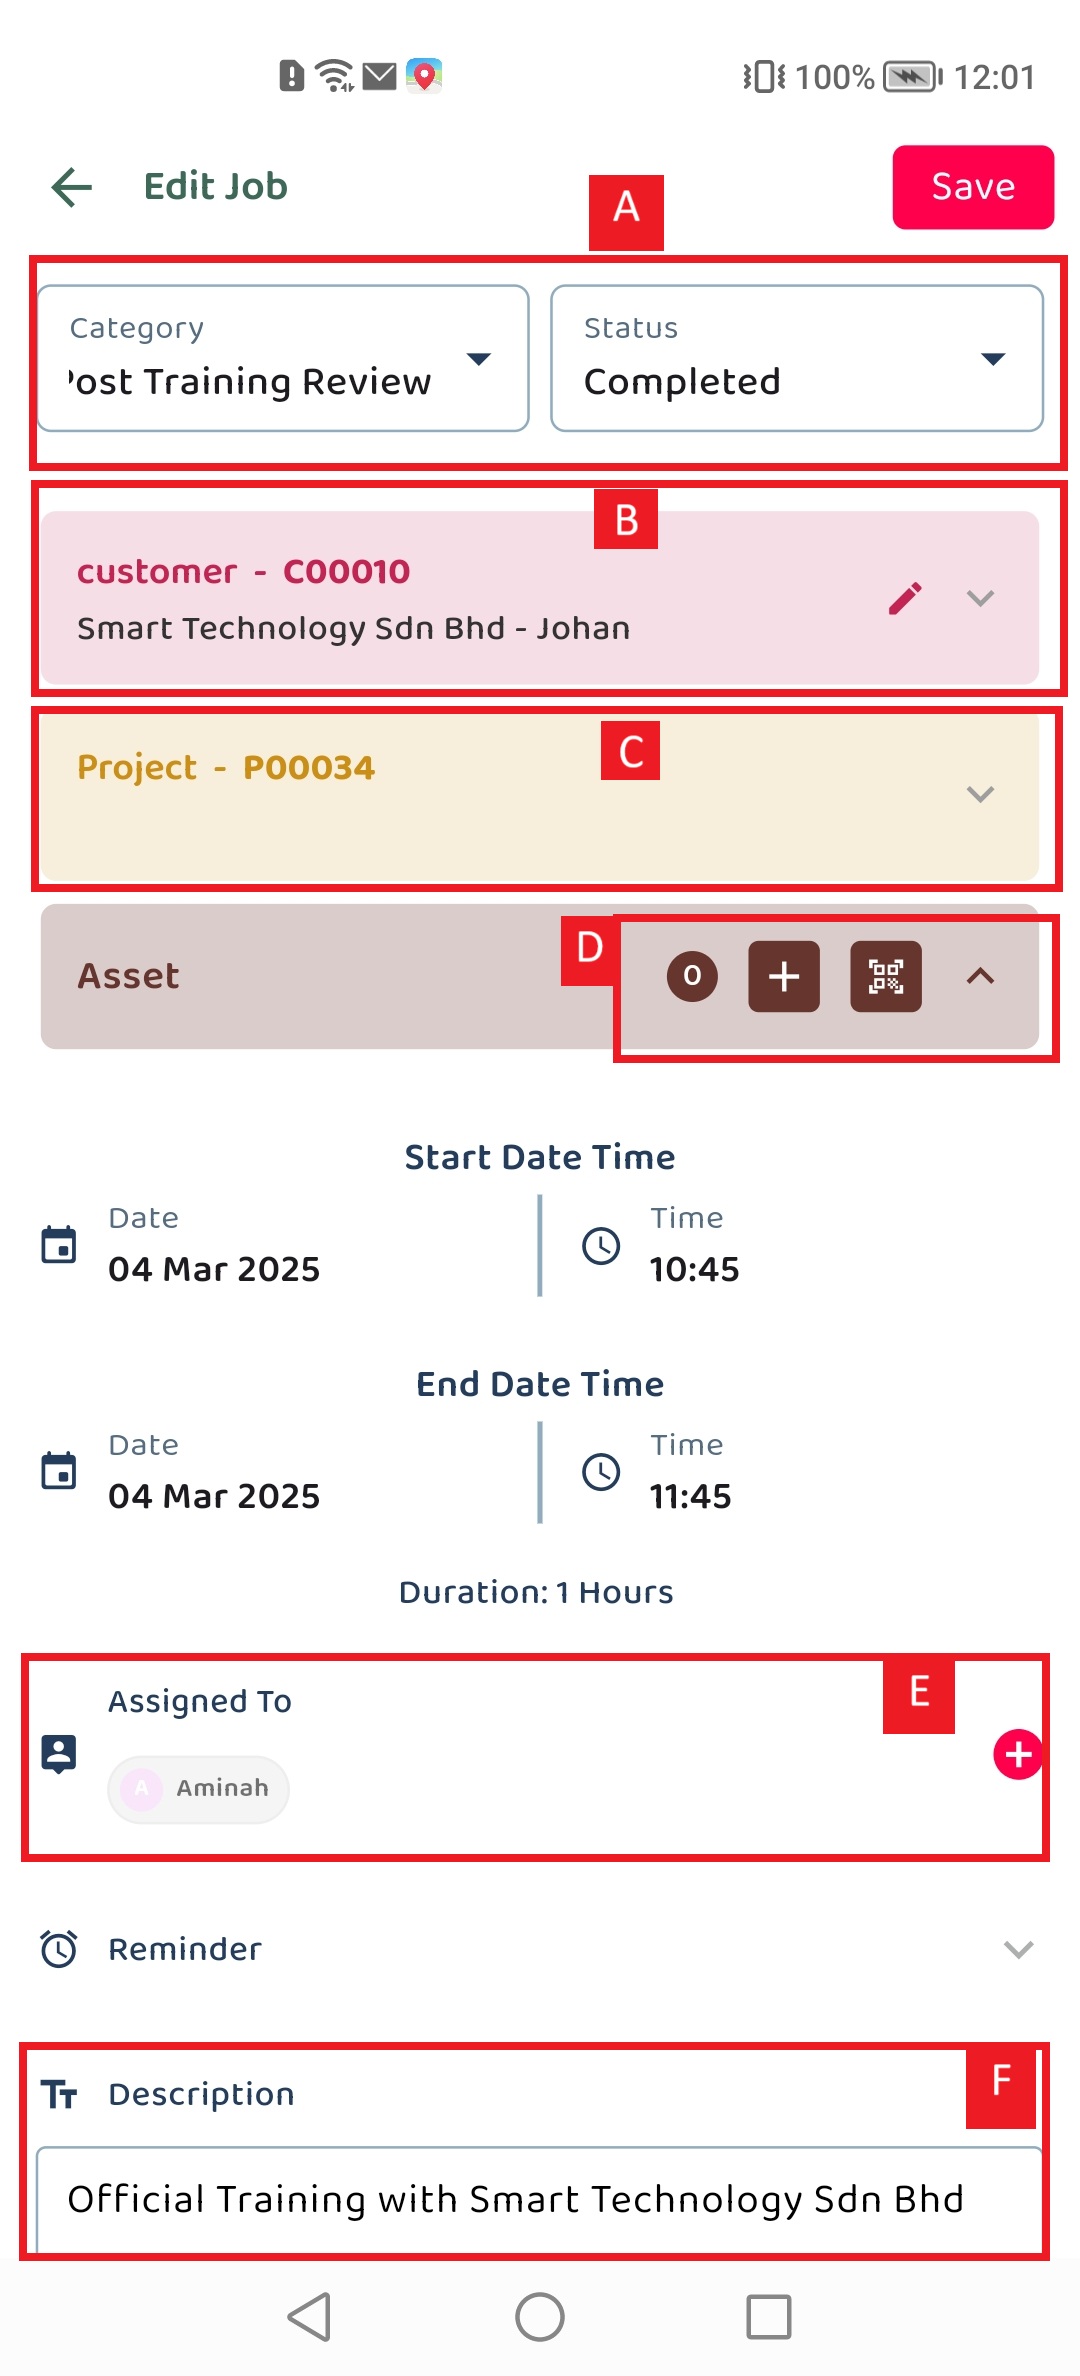 100% 12:01
Edit Job
Save
A
Category
Status
Post Training Review
Completed
B
customer - C00010
Smart Technology Sdn Bhd - Johan
C
Project - P00034
D
Asset
0
Start Date Time
Date
Time
04 Mar 2025
10:45
End Date Time
Date
Time
04 Mar 2025
11:45
Duration: 1 Hours
E
Assigned To
A Aminah
Reminder
F
Description
Official Training with Smart Technology Sdn Bhd